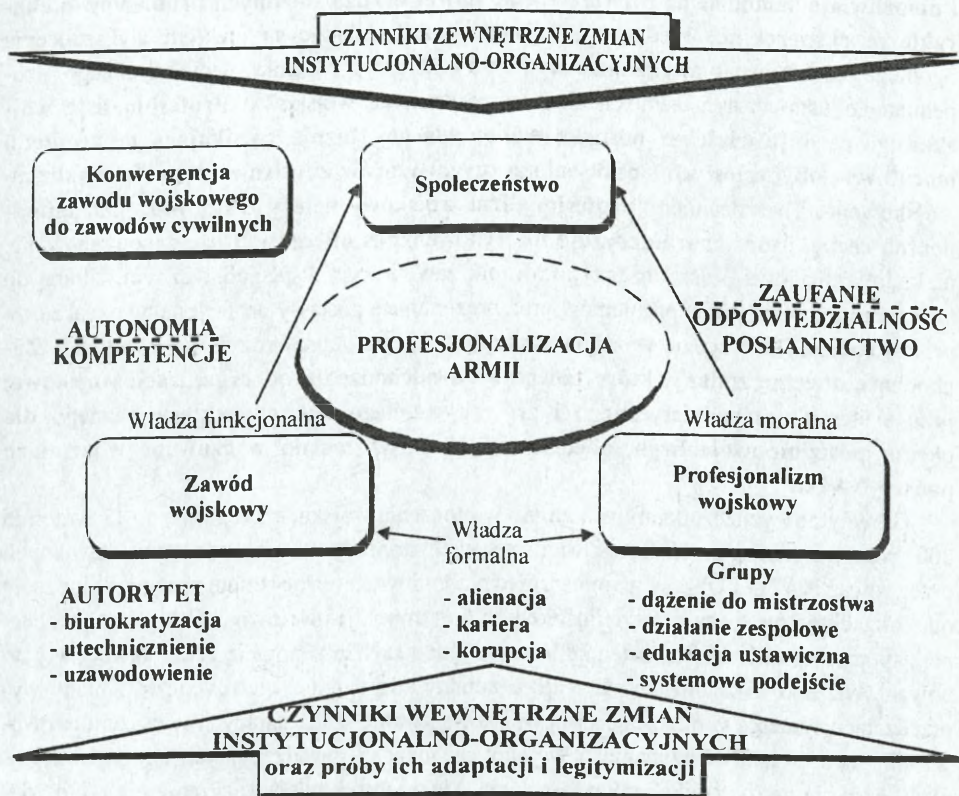 CZYNNIKI ZEWNĘTRZNE ZMIAN
INSTYTUCJONALNO-ORGANIZACYJNYCH
Konwergencja
zawodu wojskowego
do zawodów cywilnych
Społeczeństwo
AUTONOMIA
KOMPETENCJE
PROFESJONALIZACJA
ARMII
ZAUFANIE
ODPOWIEDZIALNOŚĆ
POSŁANNICTWO
Władza funkcjonalna
Władza moralna
Zawód
wojskowy
Profesjonalizm
wojskowy
Władza
formalna
AUTORYTET
- biurokratyzacja
- utechnicznienie
- uzawodowienie
- alienacja
- kariera
- korupcja
Grupy
- dążenie do mistrzostwa
- działanie zespołowe
- edukacja ustawiczna
- systemowe podejście
CZYNNIKI WEWNĘTRZNE ZMIAN
INSTYTUCJONALNO-ORGANIZACYJNYCH
oraz próby ich adaptacji i legitymizacji